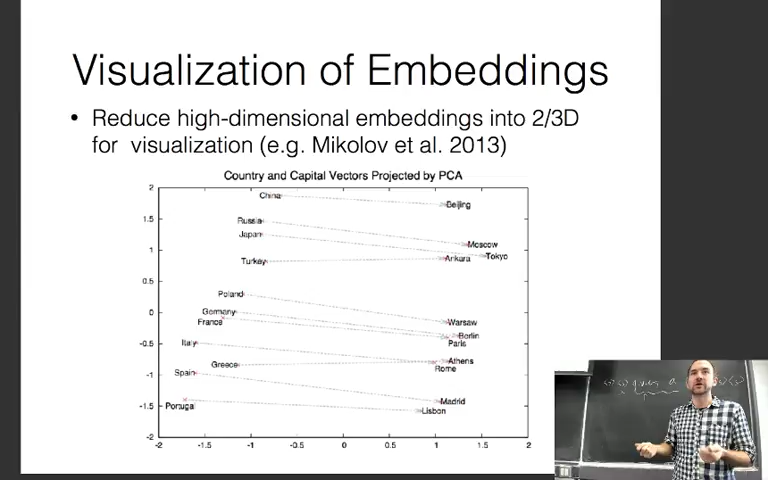 Visualization of Embeddings
• Reduce high-dimensional embeddings into 2/3D
for visualization (e.g. Mikolov et al. 2013)
Country and Capital Vectors Projected by PCA
2
China
Beijing
1.5
Russia
Japan
Moscow
1
Turkey
Ankara
Tokyo
0.5
Poland
Germany
0
France
Warsaw
Berlin
-0.5
Italy
Paris
Greece
Athens
-1
Spain
Rome
Madrid
-1.5
Portugal
Lisbon
-2
-2 -1.5 -1 -0.5 0 0.5 1 1.5 2